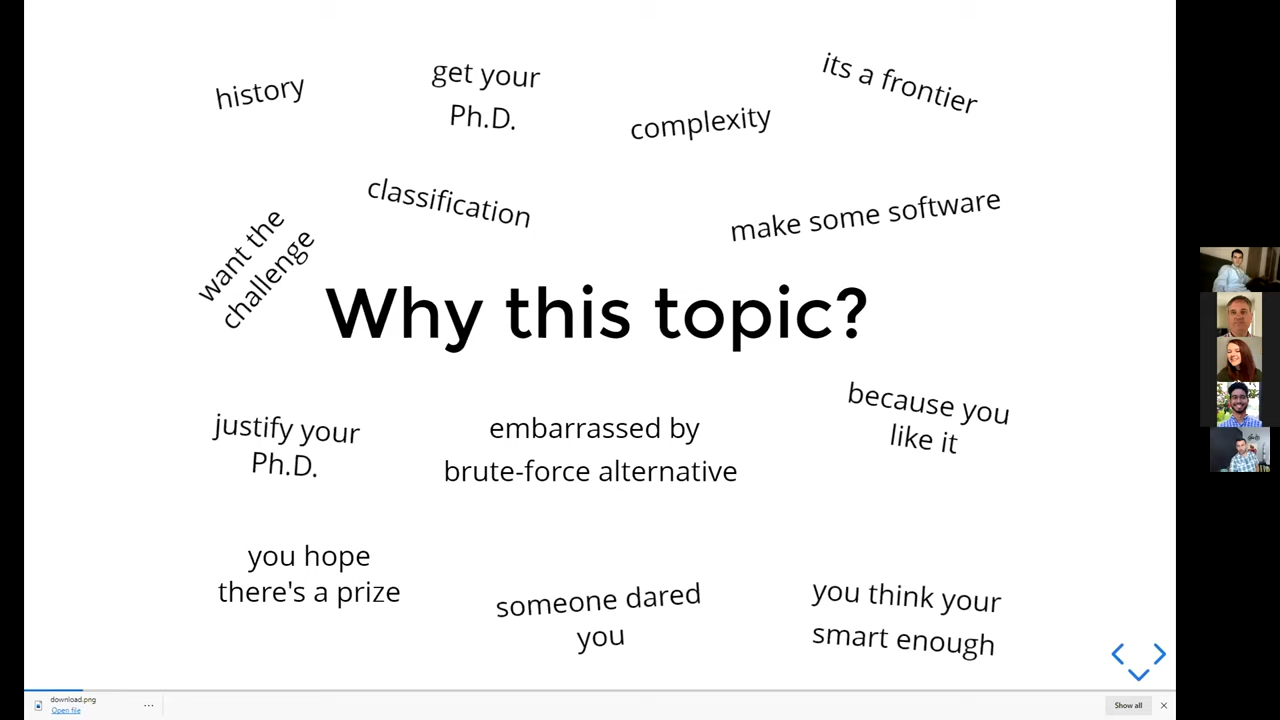 history
get your
Ph.D.
complexity
its a frontier
classification
make some software
want the
challenge
Why this topic?
justify your
Ph.D.
embarrassed by
brute-force alternative
because you
like it
you hope
there's a prize
someone dared
you
you think your
smart enough
download.png
Open file
...
Show all